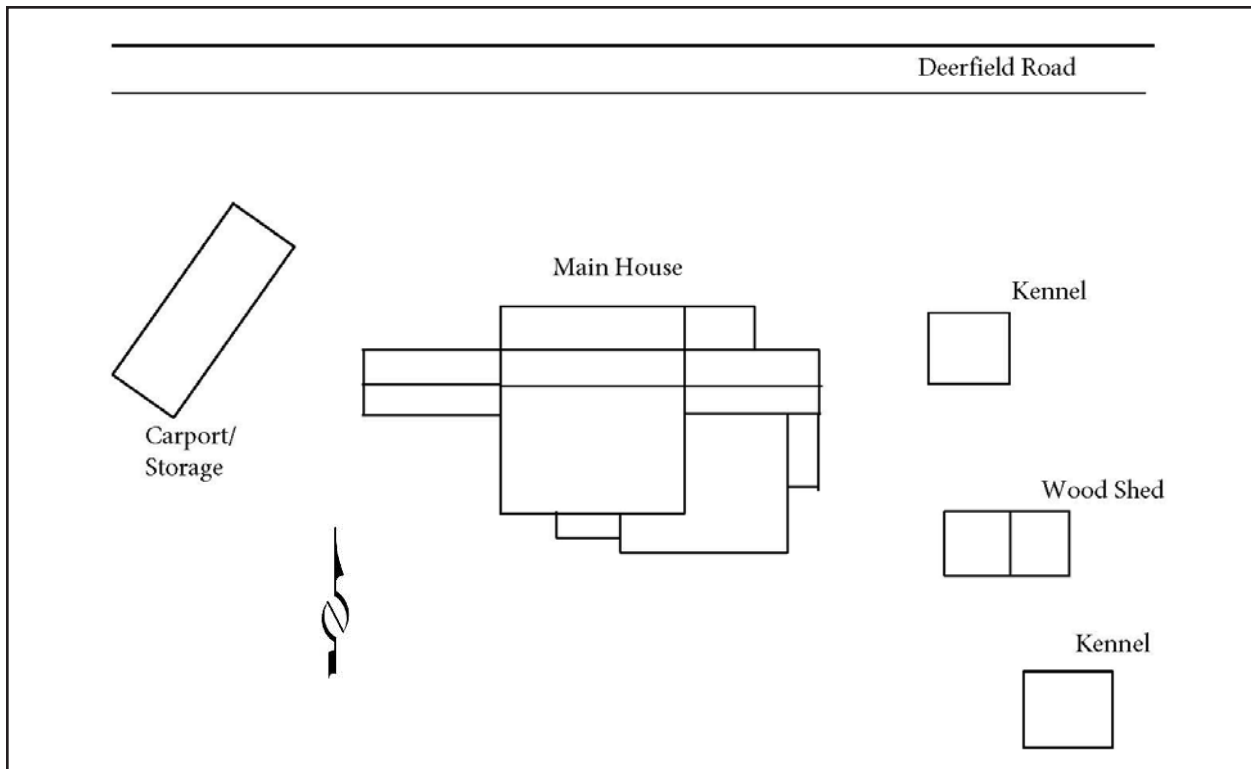 Deerfield Road
Main House
Kennel
Carport/
Storage
Wood Shed
Kennel